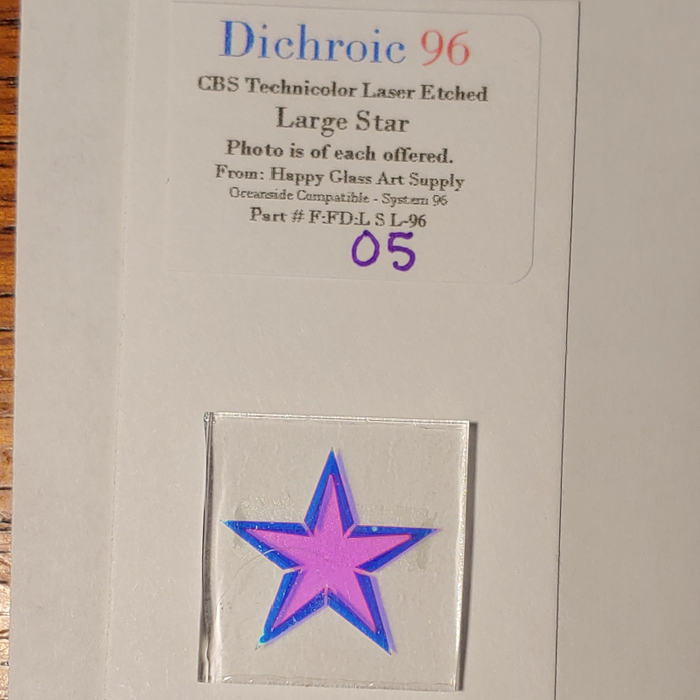 Dichroic 96
CBS Technicolor Laser Etched
Large Star
Photo is of each offered.
From: Happy Glass Art Supply
Oceanside Compatible - System 96
Part # F:FD:L S L-96
05